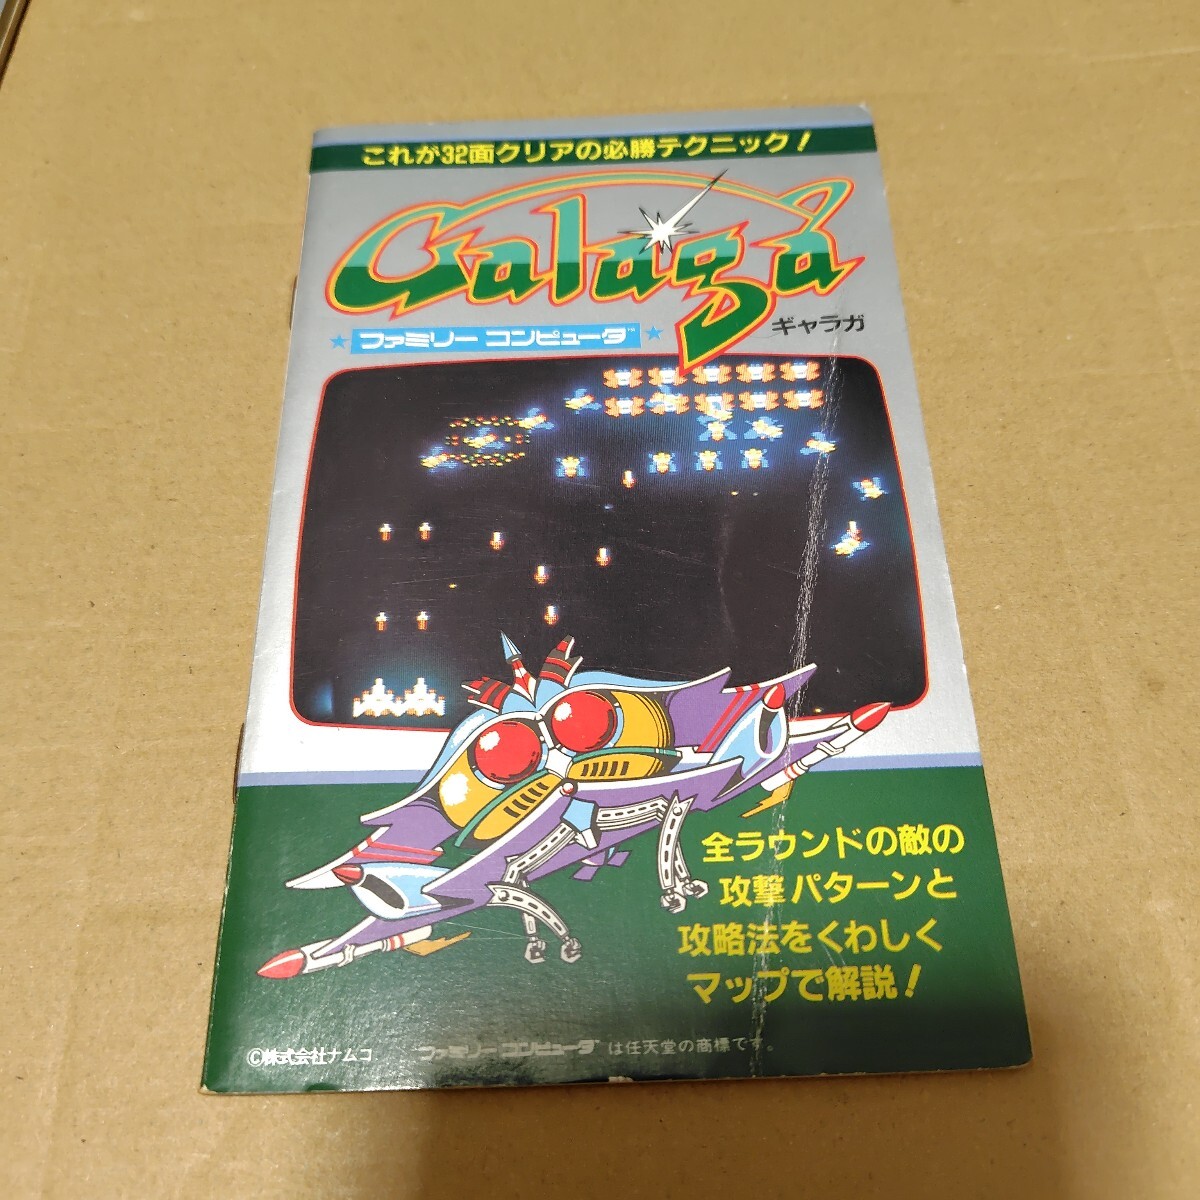 これが32面クリアの必勝テクニック!
Galaga
ギャラガ
ファミリー コンピュータ™
全ラウンドの敵の
攻撃パターンと
攻略法をくわしく
マップで解説!
©株式会社ナムコ
ファミリーコンピュータ™は任天堂の商標です。